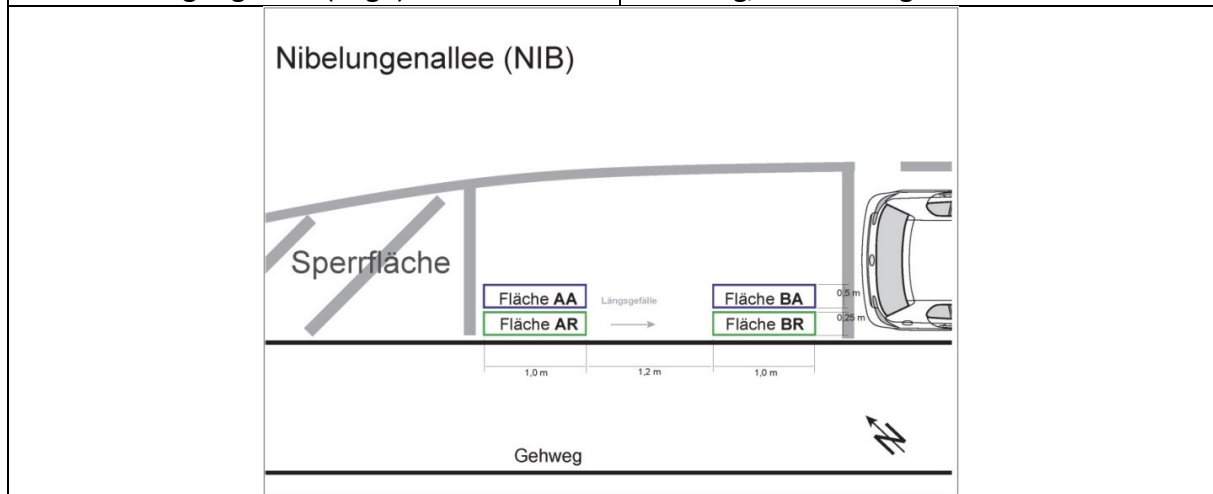 Nibelungenallee (NIB)
Sperrfläche
Fläche AA
Längsgefälle
Fläche BA
0,5 m
Fläche AR
Fläche BR
0,25 m
1,0 m
1,2 m
1,0 m
N
Gehweg